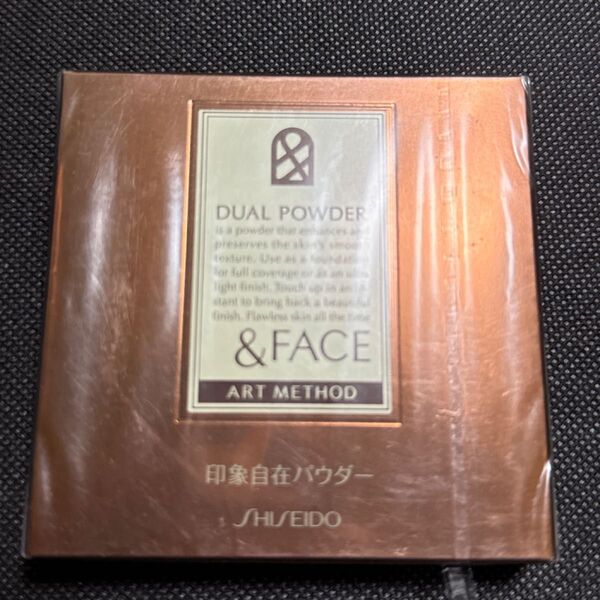 &
DUAL POWDER
is a powder that enhances and
preserves the skin's smooth
texture. Use as a foundation
for full coverage or as an ultra
light finish. Touch up in an in-
stant to bring back a beautiful
finish. Flawless skin all the time
&FACE
ART METHOD
印象自在パウダー
SHISEIDO